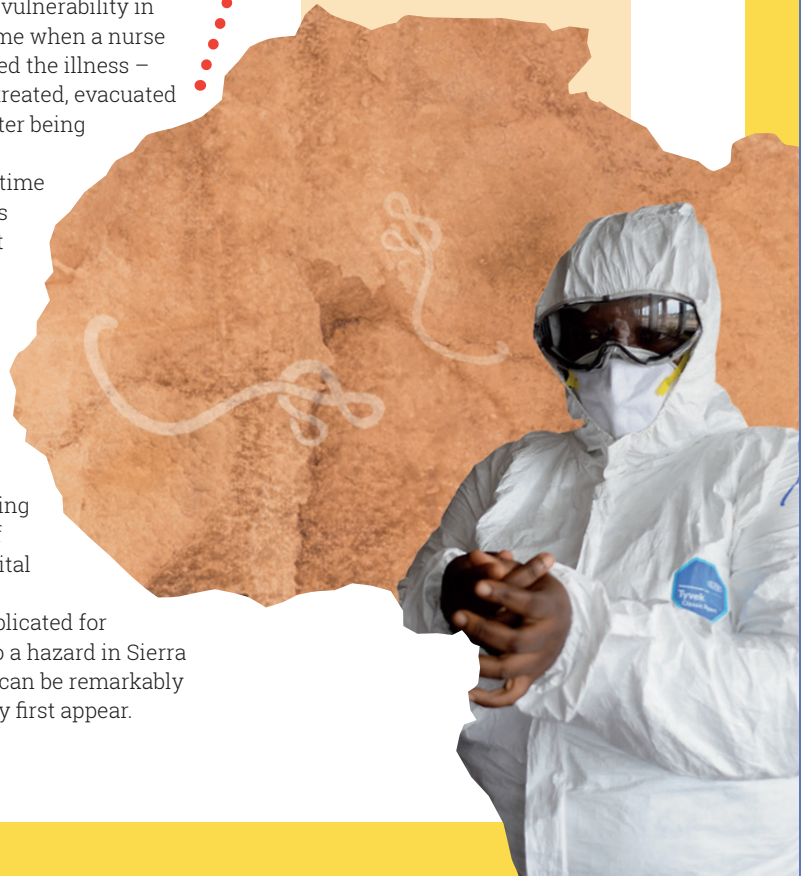 vulnerability in
me when a nurse
ed the illness –
reated, evacuated
ter being
time
s
t
ing
f
ital
plicated for
o a hazard in Sierra
can be remarkably
y first appear.
Tyvek